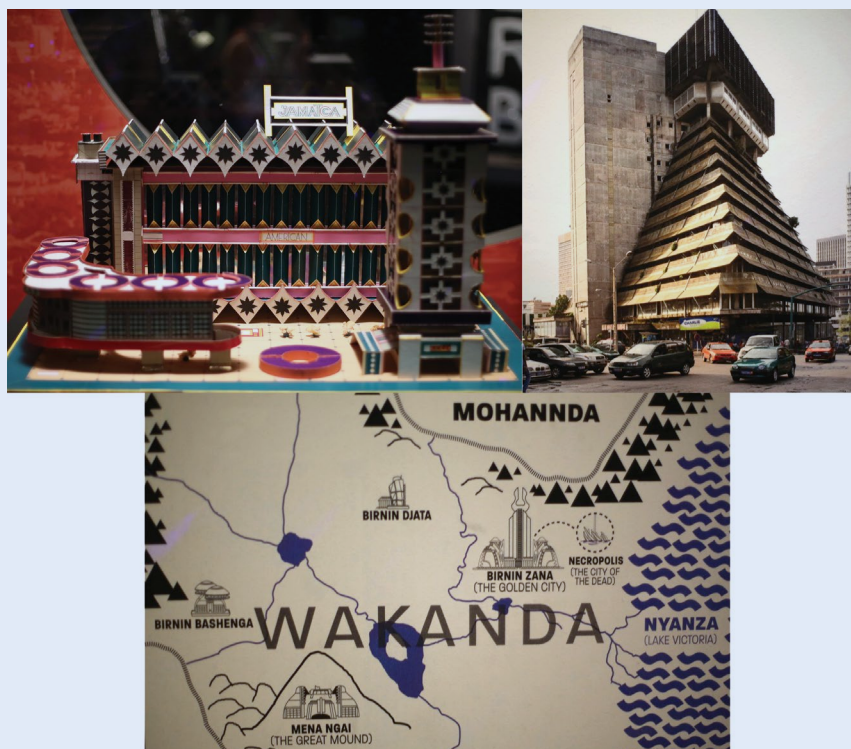 JAMAICA
AMERICAN
MOHANNDA
BIRNIN DJATA
BIRNIN ZANA
(THE GOLDEN CITY)
NECROPOLIS
(THE CITY OF
THE DEAD)
BIRNIN BASHENGA
WAKANDA
NYANZA
(LAKE VICTORIA)
MENA NGAI
(THE GREAT MOUND)